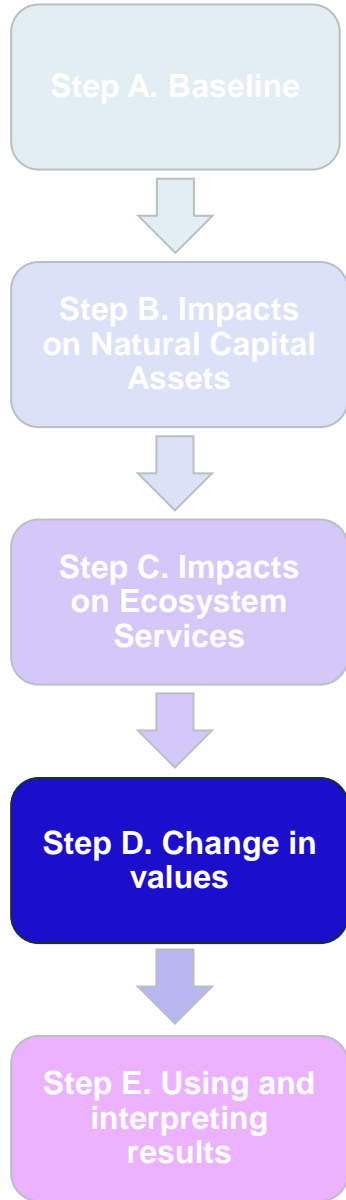 Step A. Baseline
Step B. Impacts
on Natural Capital
Assets
Step C. Impacts
on Ecosystem
Services
Step D. Change in
values
Step E. Using and
interpreting
results